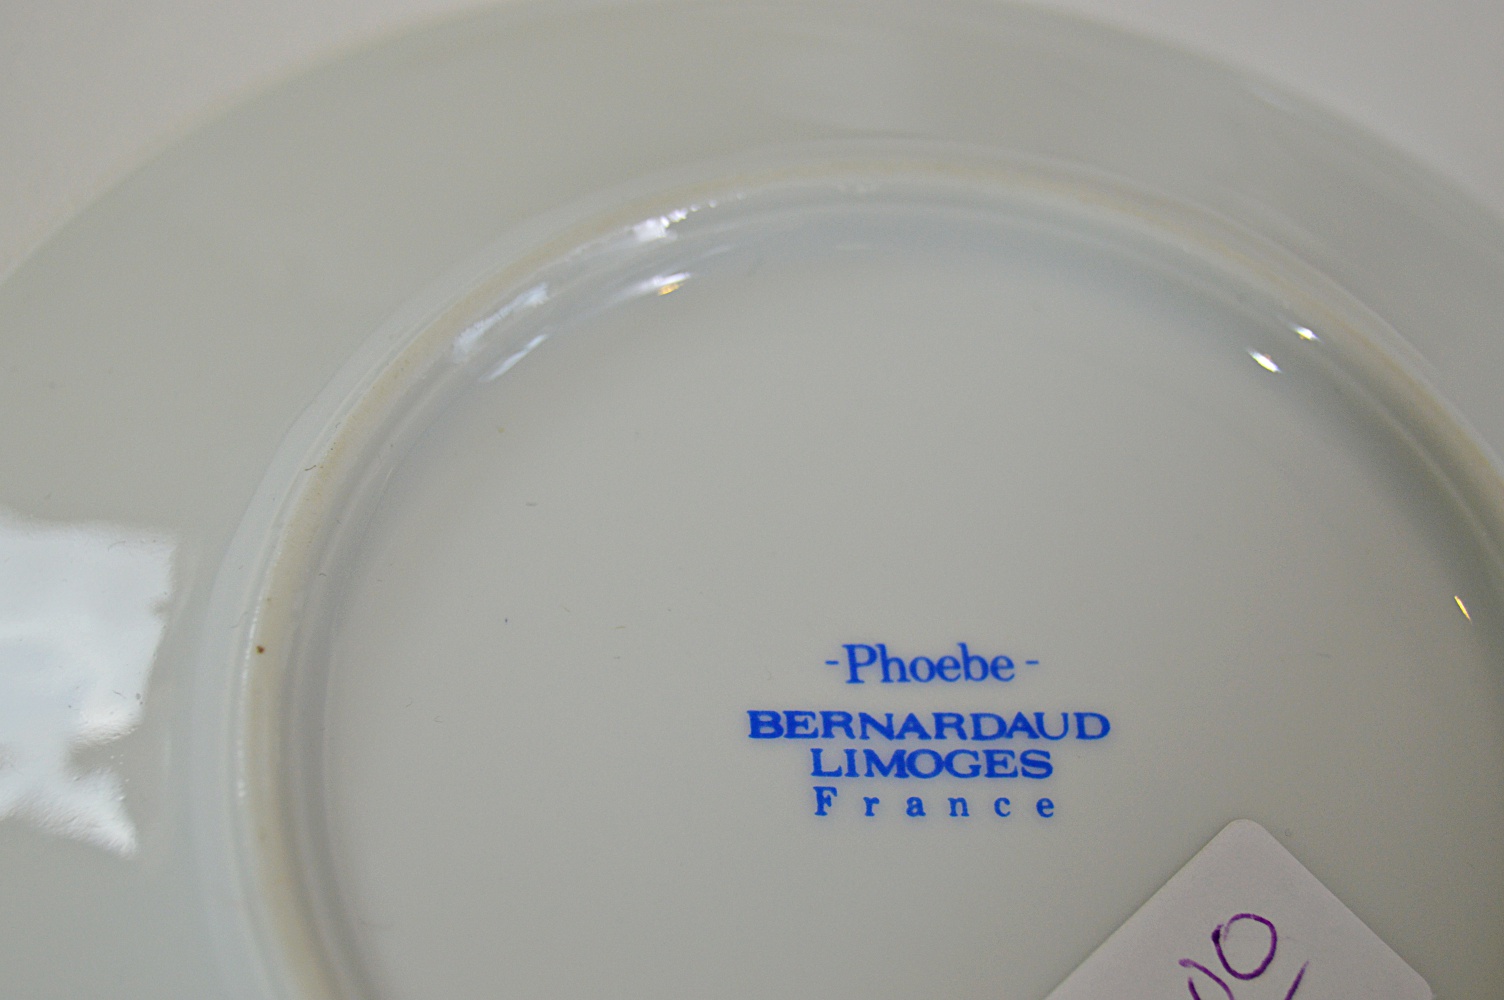 -Phoebe-
BERNARDAUD
LIMOGES
France